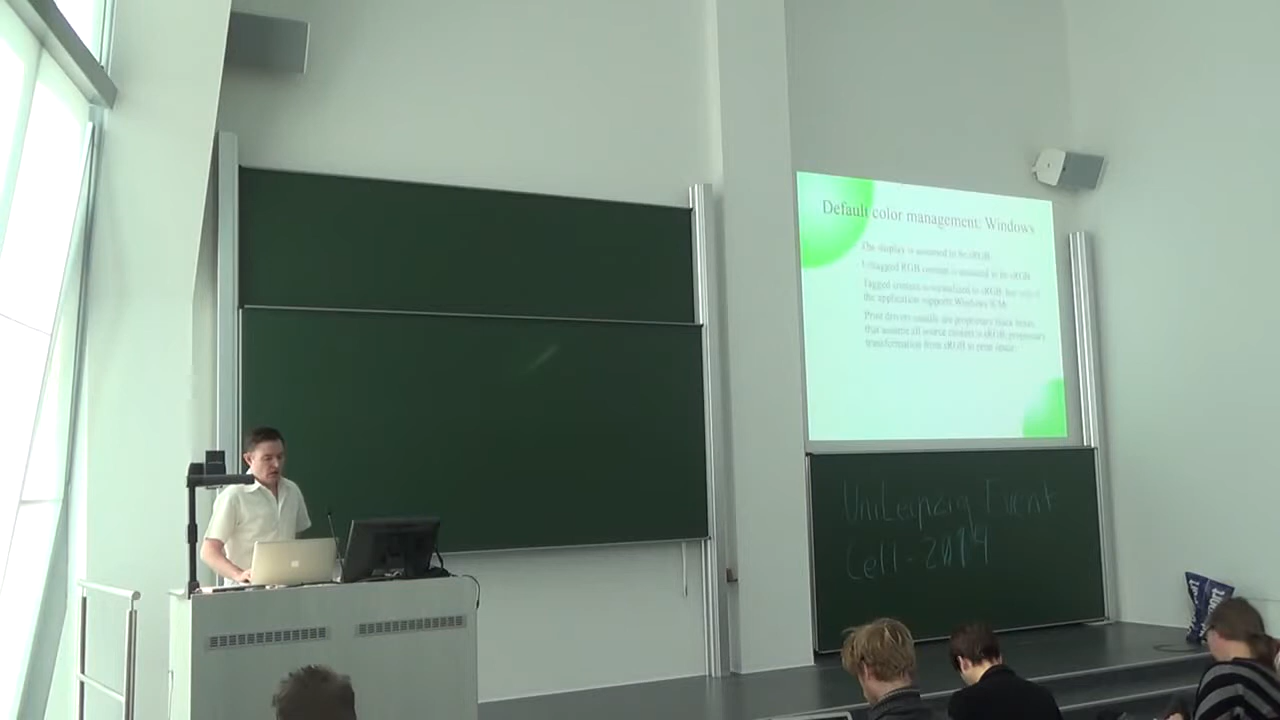 Default color management: Windows
The display is assumed to be sRGB
Untagged RGB content is assumed to be sRGB
Tagged content is normalized to sRGB, but only if
the application supports Windows ICM
Print drivers usually are proprietary black boxes
that assume all source content is sRGB; proprietary
transformation from sRGB to print space
UniLeipzig Event
Cell - 2014